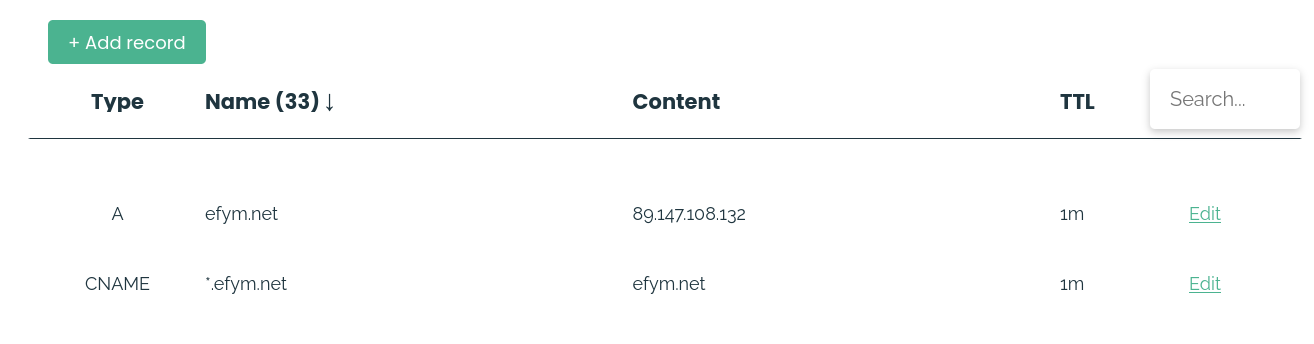 + Add record
Type Name (33) ↓ Content TTL Search...
A efym.net 89.147.108.132 1m Edit
CNAME *.efym.net efym.net 1m Edit